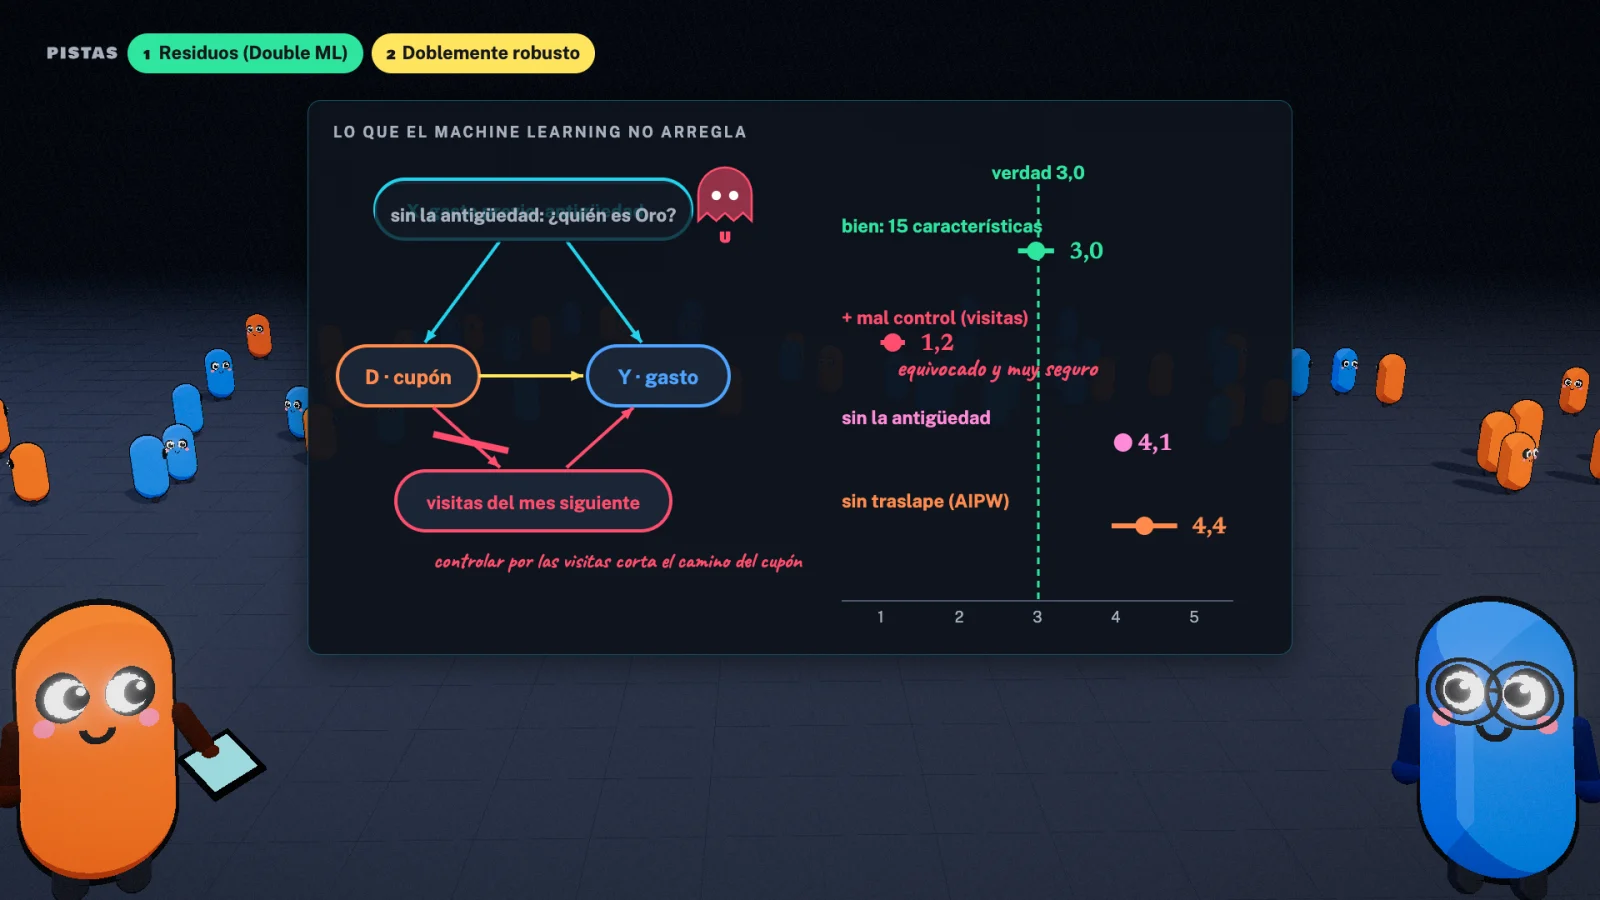 PISTAS
1 Residuos (Double ML)
2 Doblemente robusto
LO QUE EL MACHINE LEARNING NO ARREGLA
sin la antigüedad: ¿quién es Oro?
U
D · cupón
Y · gasto
visitas del mes siguiente
controlar por las visitas corta el camino del cupón
verdad 3,0
bien: 15 características
3,0
+ mal control (visitas)
1,2
equivocado y muy seguro
sin la antigüedad
4,1
sin traslape (AIPW)
4,4
1 2 3 4 5